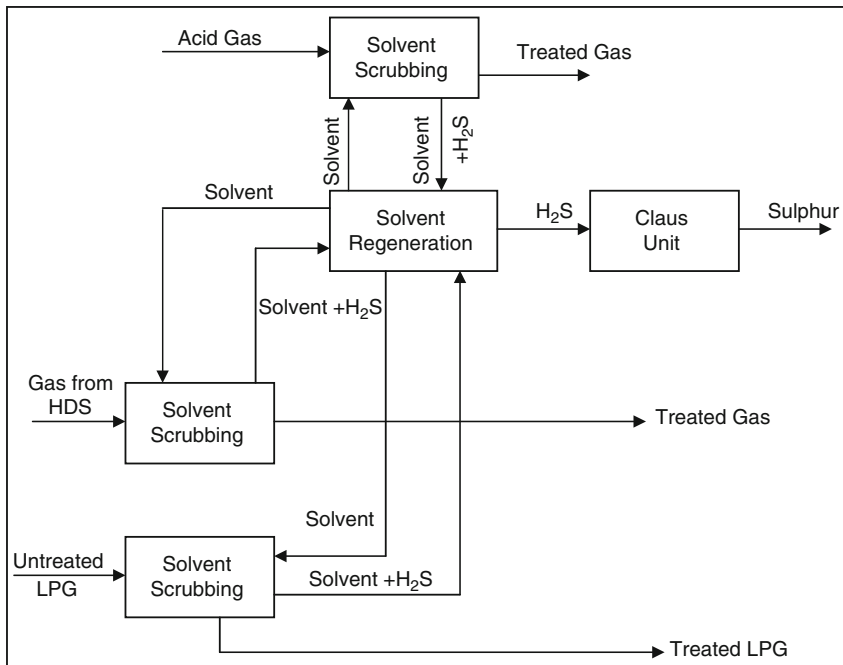 Acid Gas
Solvent
Scrubbing
Treated Gas
Solvent
Solvent
+H₂S
Solvent
Solvent
Regeneration
H₂S
Claus
Unit
Sulphur
Solvent +H₂S
Gas from
HDS
Solvent
Scrubbing
Treated Gas
Solvent
Untreated
LPG
Solvent
Scrubbing
Solvent +H₂S
Treated LPG